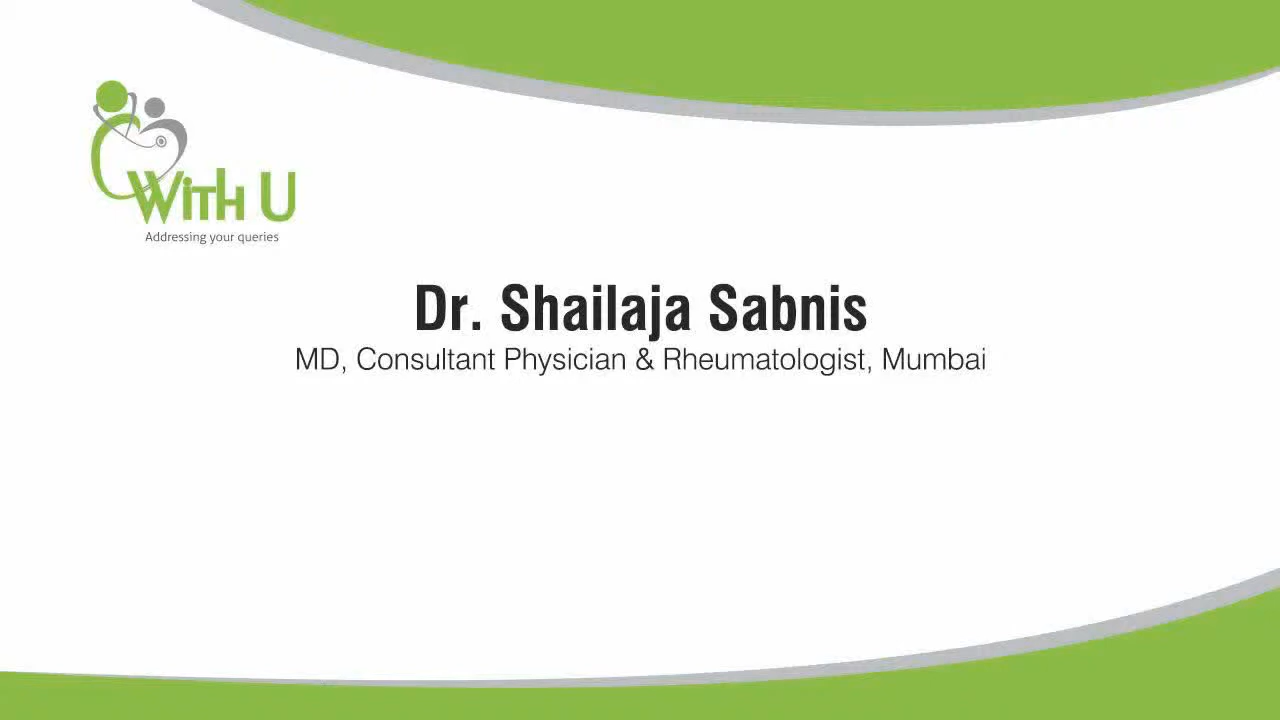 With U
Addressing your queries
Dr. Shailaja Sabnis
MD, Consultant Physician & Rheumatologist, Mumbai